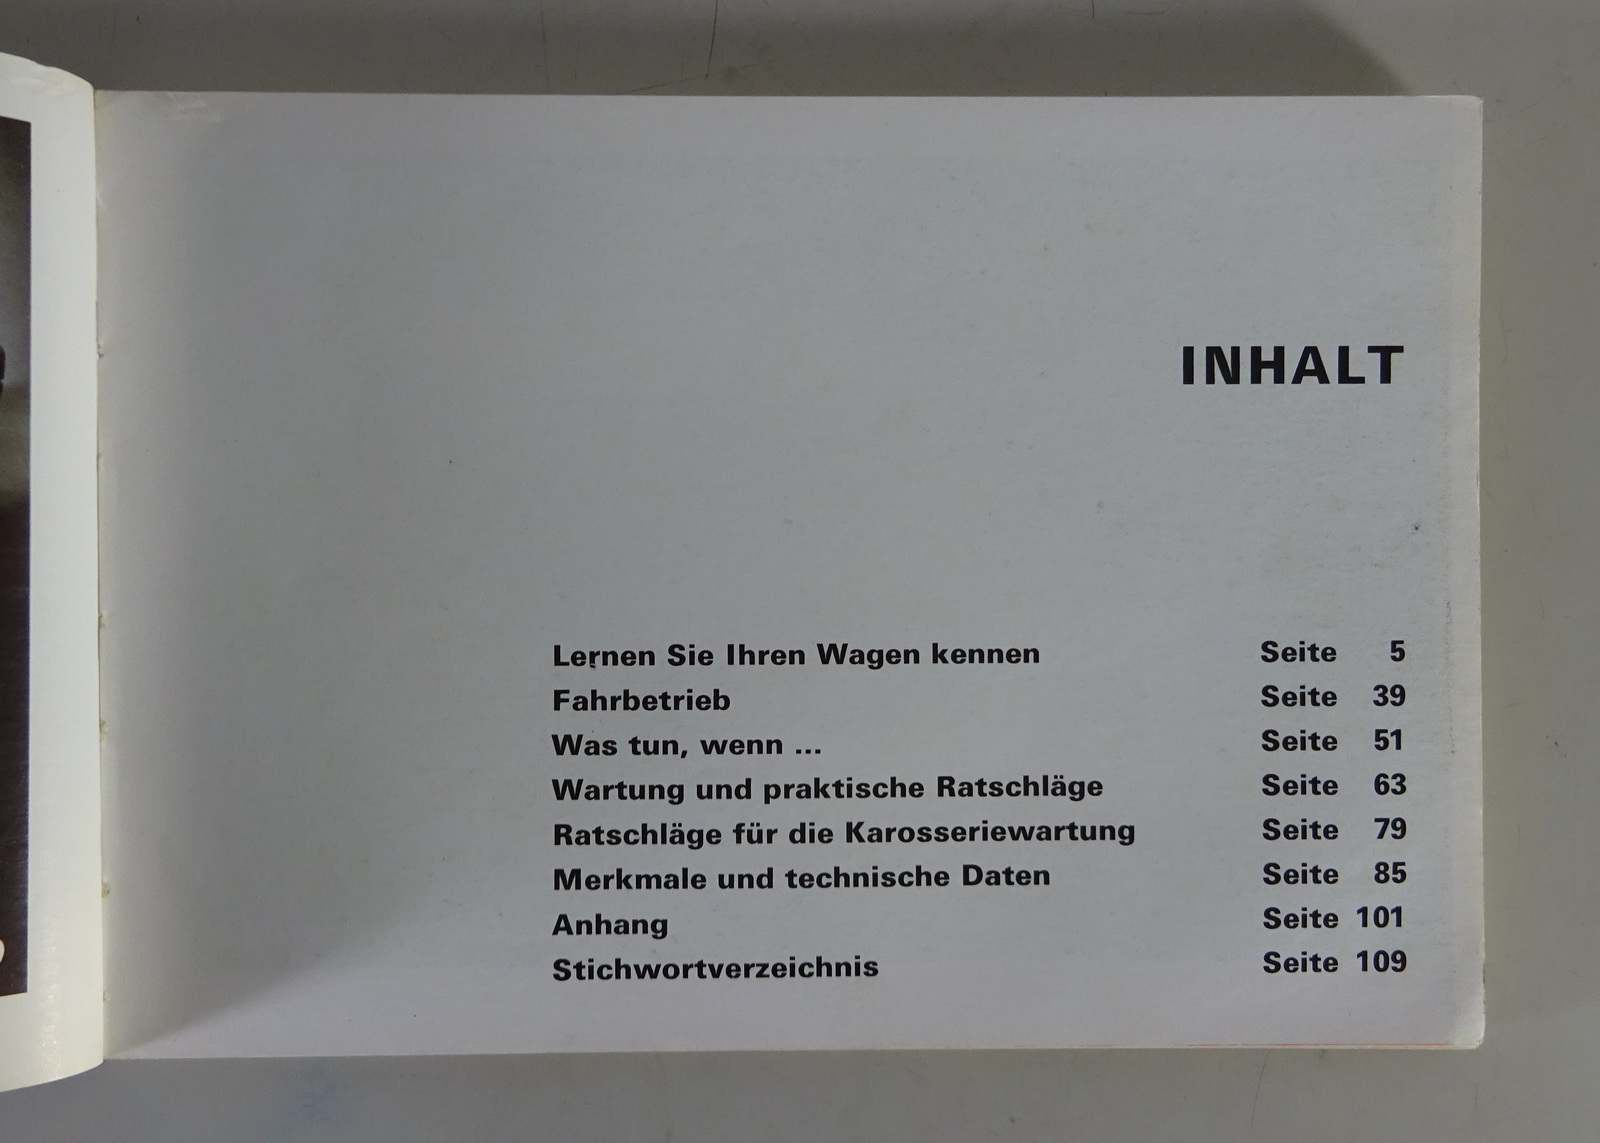 INHALT
Lernen Sie Ihren Wagen kennen Seite 5
Fahrbetrieb Seite 39
Was tun, wenn ... Seite 51
Wartung und praktische Ratschläge Seite 63
Ratschläge für die Karosseriewartung Seite 79
Merkmale und technische Daten Seite 85
Anhang Seite 101
Stichwortverzeichnis Seite 109